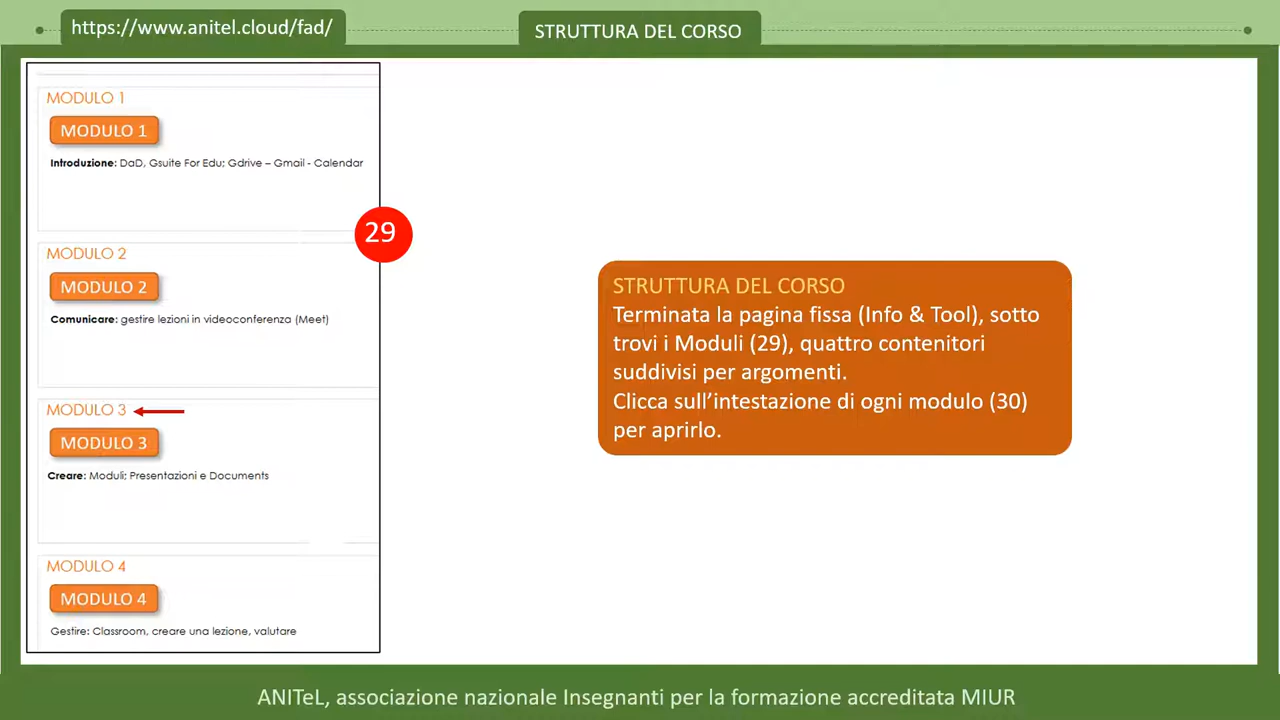 https://www.anitel.cloud/fad/
STRUTTURA DEL CORSO
MODULO 1
MODULO 1
Introduzione: DaD, Gsuite For Edu; Gdrive – Gmail - Calendar
29
MODULO 2
MODULO 2
Comunicare: gestire lezioni in videoconferenza (Meet)
MODULO 3
MODULO 3
Creare: Moduli; Presentazioni e Documents
MODULO 4
MODULO 4
Gestire: Classroom, creare una lezione, valutare
STRUTTURA DEL CORSO
Terminata la pagina fissa (Info & Tool), sotto
trovi i Moduli (29), quattro contenitori
suddivisi per argomenti.
Clicca sull’intestazione di ogni modulo (30)
per aprirlo.
ANITeL, associazione nazionale Insegnanti per la formazione accreditata MIUR